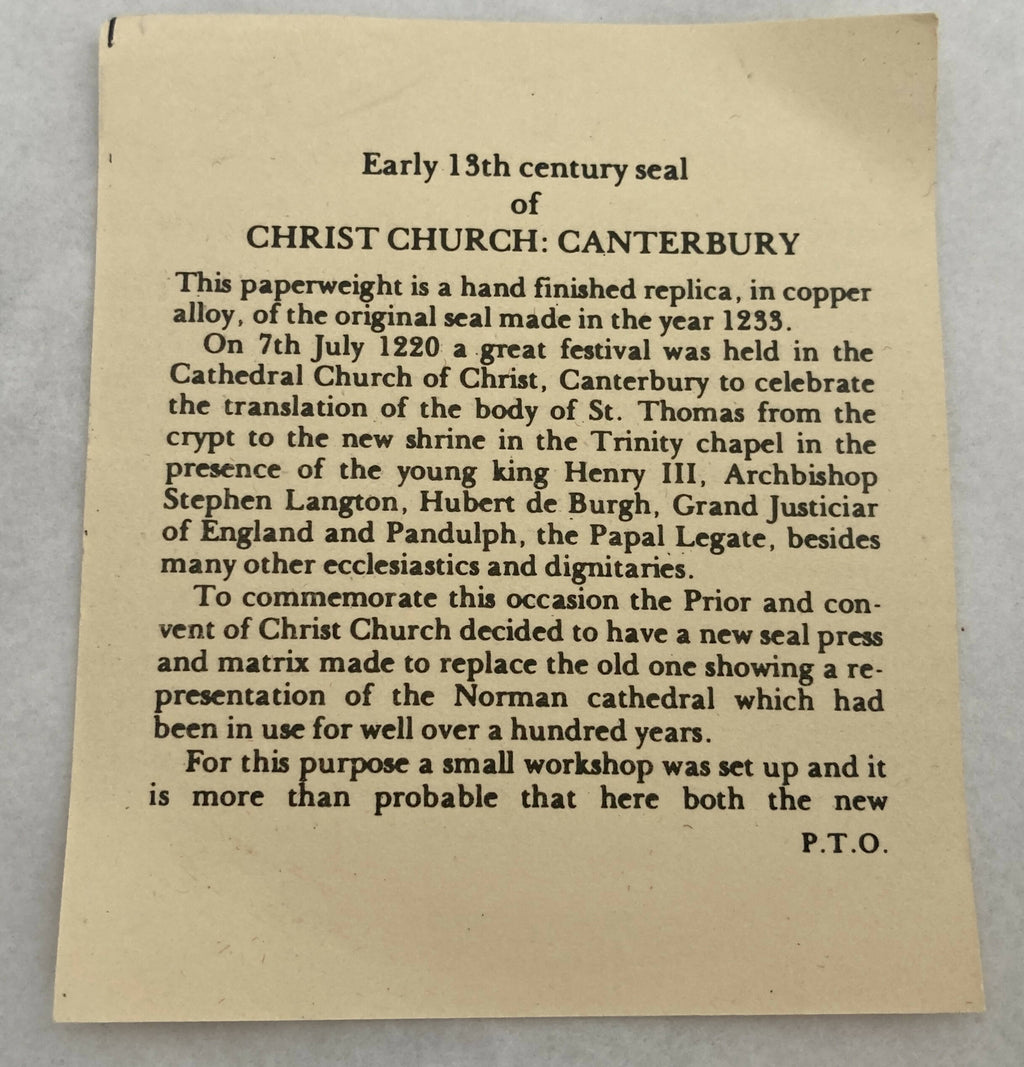 Early 13th century seal
of
CHRIST CHURCH: CANTERBURY
This paperweight is a hand finished replica, in copper
alloy, of the original seal made in the year 1233.
On 7th July 1220 a great festival was held in the
Cathedral Church of Christ, Canterbury to celebrate
the translation of the body of St. Thomas from the
crypt to the new shrine in the Trinity chapel in the
presence of the young king Henry III, Archbishop
Stephen Langton, Hubert de Burgh, Grand Justiciar
of England and Pandulph, the Papal Legate, besides
many other ecclesiastics and dignitaries.
To commemorate this occasion the Prior and con-
vent of Christ Church decided to have a new seal press
and matrix made to replace the old one showing a re-
presentation of the Norman cathedral which had
been in use for well over a hundred years.
For this purpose a small workshop was set up and it
is more than probable that here both the new
P.T.O.